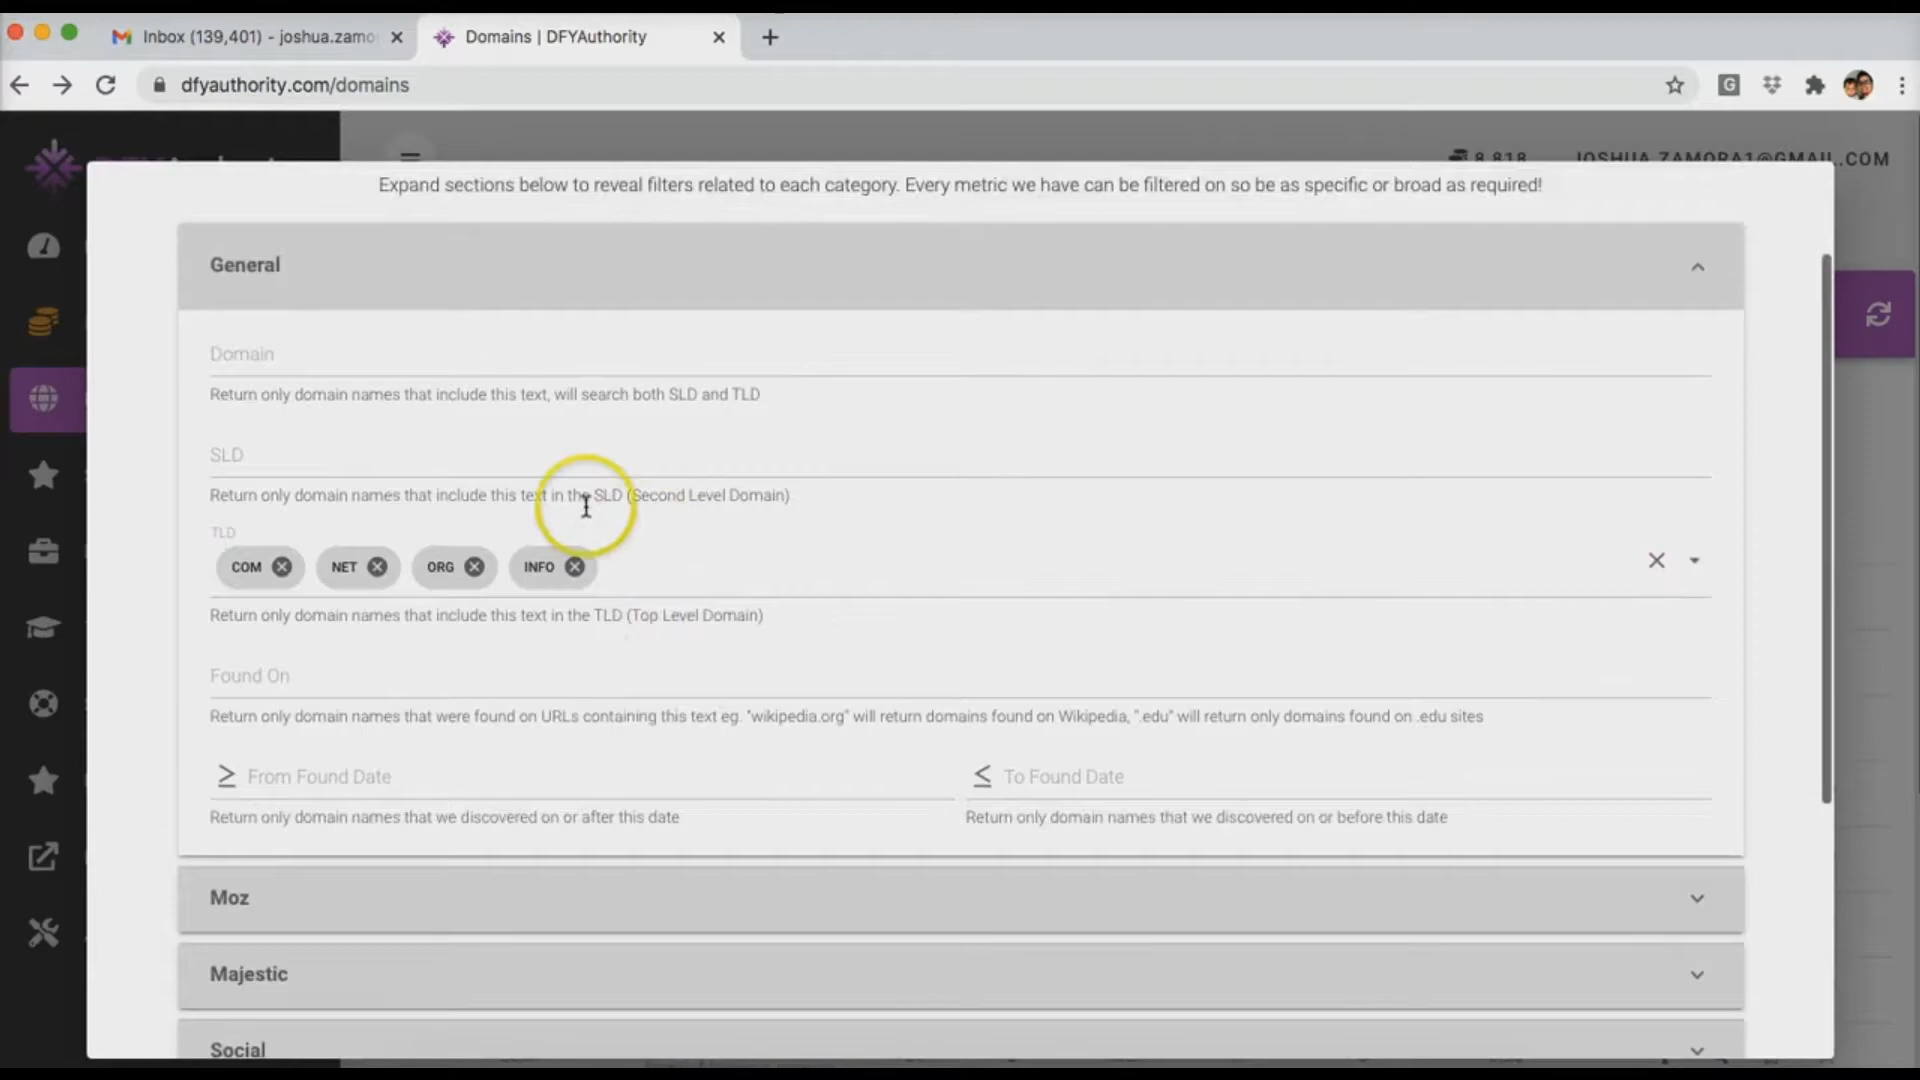 Inbox (139,401) - joshua.zamo
Domains | DFYAuthority
dfyauthority.com/domains
8,818
JOSHUA.ZAMORA1@GMAIL.COM
Expand sections below to reveal filters related to each category. Every metric we have can be filtered on so be as specific or broad as required!
General
Domain
Return only domain names that include this text, will search both SLD and TLD
SLD
Return only domain names that include this text in the SLD (Second Level Domain)
TLD
COM NET ORG INFO
Return only domain names that include this text in the TLD (Top Level Domain)
Found On
Return only domain names that were found on URLs containing this text eg. "wikipedia.org" will return domains found on Wikipedia, ".edu" will return only domains found on .edu sites
≥ From Found Date ≤ To Found Date
Return only domain names that we discovered on or after this date Return only domain names that we discovered on or before this date
Moz
Majestic
Social